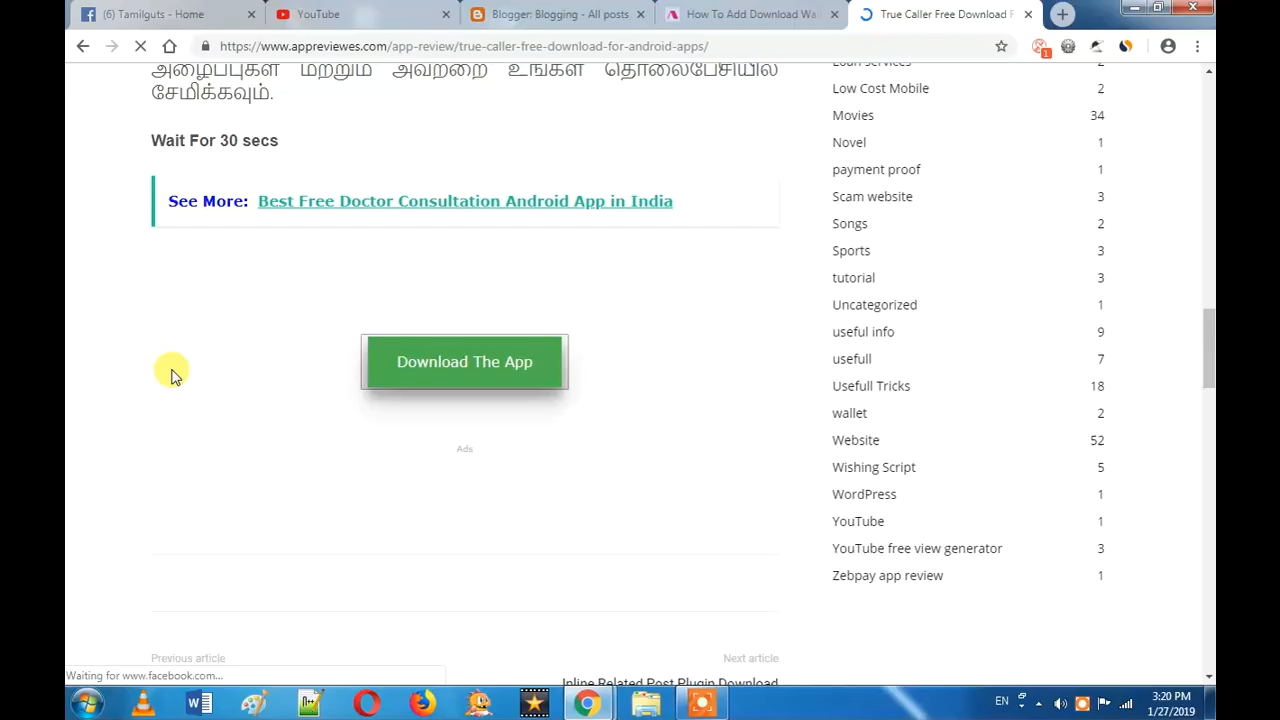 (6) Tamilguts - Home
YouTube
Blogger: Blogging - All posts
How To Add Download Wai
True Caller Free Download F
https://www.appreviewes.com/app-review/true-caller-free-download-for-android-apps/
1
அழைப்புகள் மற்றும் அவற்றை உங்கள் தொலைபேசியில்
சேமிக்கவும்.
Wait For 30 secs
See More: Best Free Doctor Consultation Android App in India
Download The App
Ads
Previous article
Next article
Inline Related Post Plugin Download
Loan services 2
Low Cost Mobile 2
Movies 34
Novel 1
payment proof 1
Scam website 3
Songs 2
Sports 3
tutorial 3
Uncategorized 1
useful info 9
usefull 7
Usefull Tricks 18
wallet 2
Website 52
Wishing Script 5
WordPress 1
YouTube 1
YouTube free view generator 3
Zebpay app review 1
Waiting for www.facebook.com...
EN
3:20 PM
1/27/2019